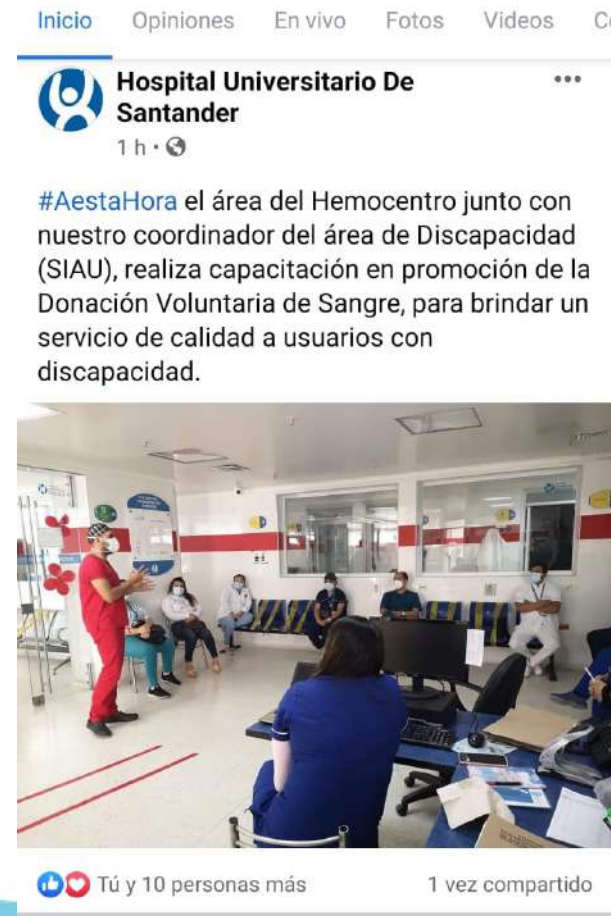 Inicio Opiniones En vivo Fotos Videos
Hospital Universitario De
Santander
1 h
#AestaHora el área del Hemocentro junto con
nuestro coordinador del área de Discapacidad
(SIAU), realiza capacitación en promoción de la
Donación Voluntaria de Sangre, para brindar un
servicio de calidad a usuarios con
discapacidad.
Tú y 10 personas más 1 vez compartido